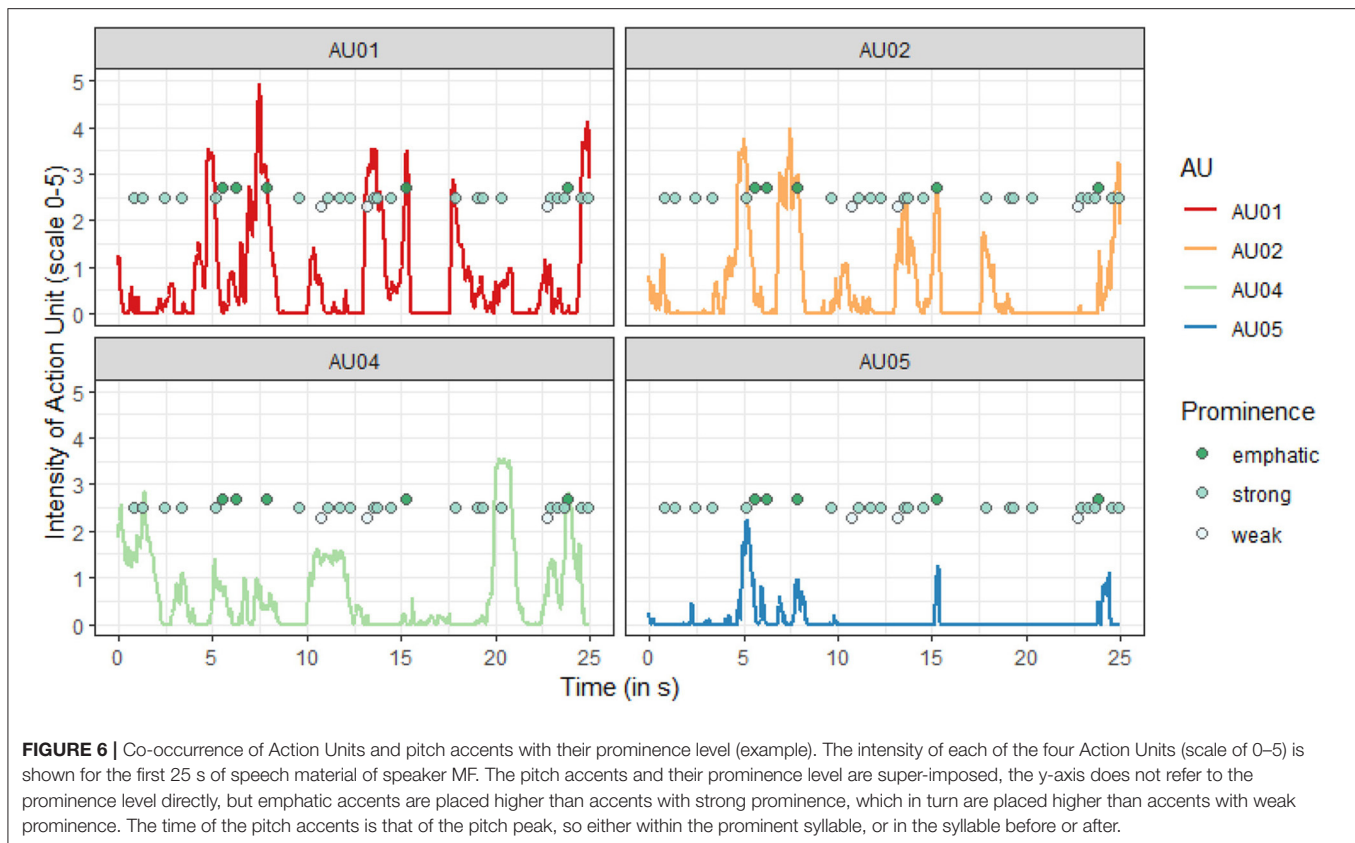 AU01
AU02
5
4
3
2
1
0
AU04
AU05
5
4
3
2
1
0
0
5
10
15
20
25
0
5
10
15
20
25
Intensity of Action Unit (scale 0-5)
Time (in s)
AU
AU01
AU02
AU04
AU05
Prominence
emphatic
strong
weak
FIGURE 6 | Co-occurrence of Action Units and pitch accents with their prominence level (example). The intensity of each of the four Action Units (scale of 0–5) is
shown for the first 25 s of speech material of speaker MF. The pitch accents and their prominence level are super-imposed, the y-axis does not refer to the
prominence level directly, but emphatic accents are placed higher than accents with strong prominence, which in turn are placed higher than accents with weak
prominence. The time of the pitch accents is that of the pitch peak, so either within the prominent syllable, or in the syllable before or after.